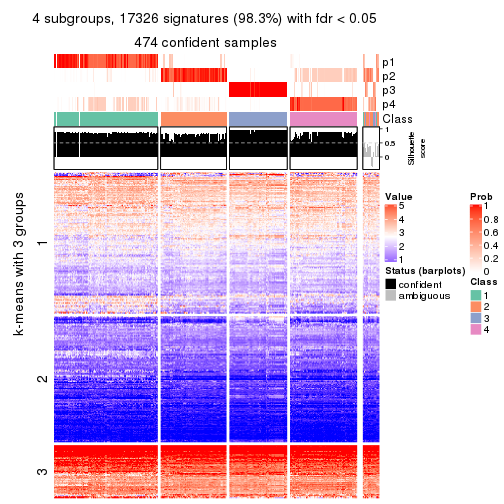 4 subgroups, 17326 signatures (98.3%) with fdr < 0.05
474 confident samples
p1
p2
p3
p4
Class
1
0.5
0
Silhouette
score
k-means with 3 groups
1
2
3
Value
5
4
3
2
1
Status (barplots)
confident
ambiguous
Prob
1
0.8
0.6
0.4
0.2
0
Class
1
2
3
4